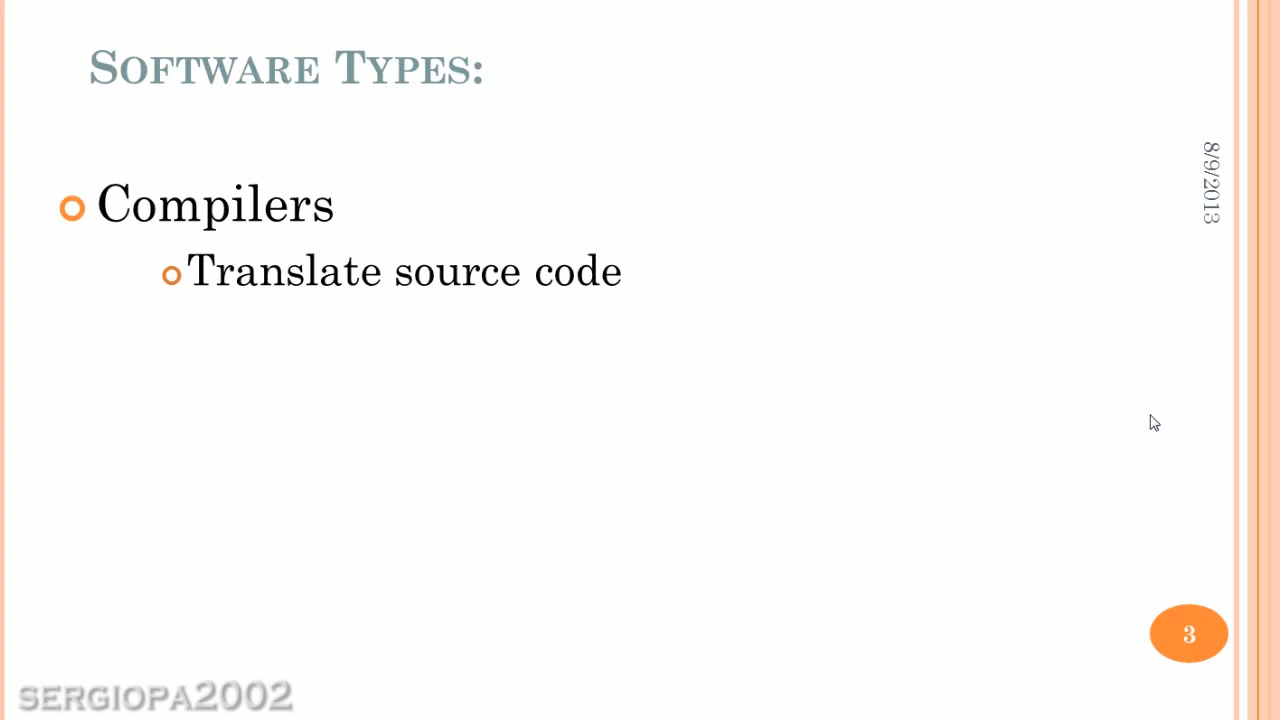 SOFTWARE TYPES:
Compilers
Translate source code
8/9/2013
3
SERGIOPA2002